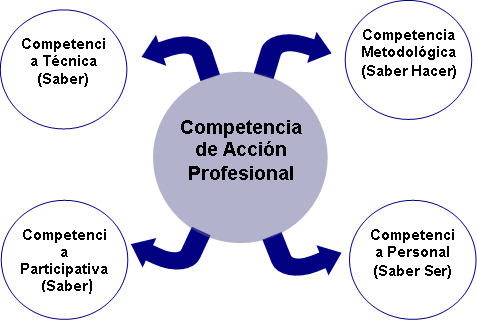 Competenci
a Técnica
(Saber)
Competencia
Metodológica
(Saber Hacer)
Competencia
de Acción
Profesional
Competenci
a
Participativa
(Saber)
Competenci
a Personal
(Saber Ser)